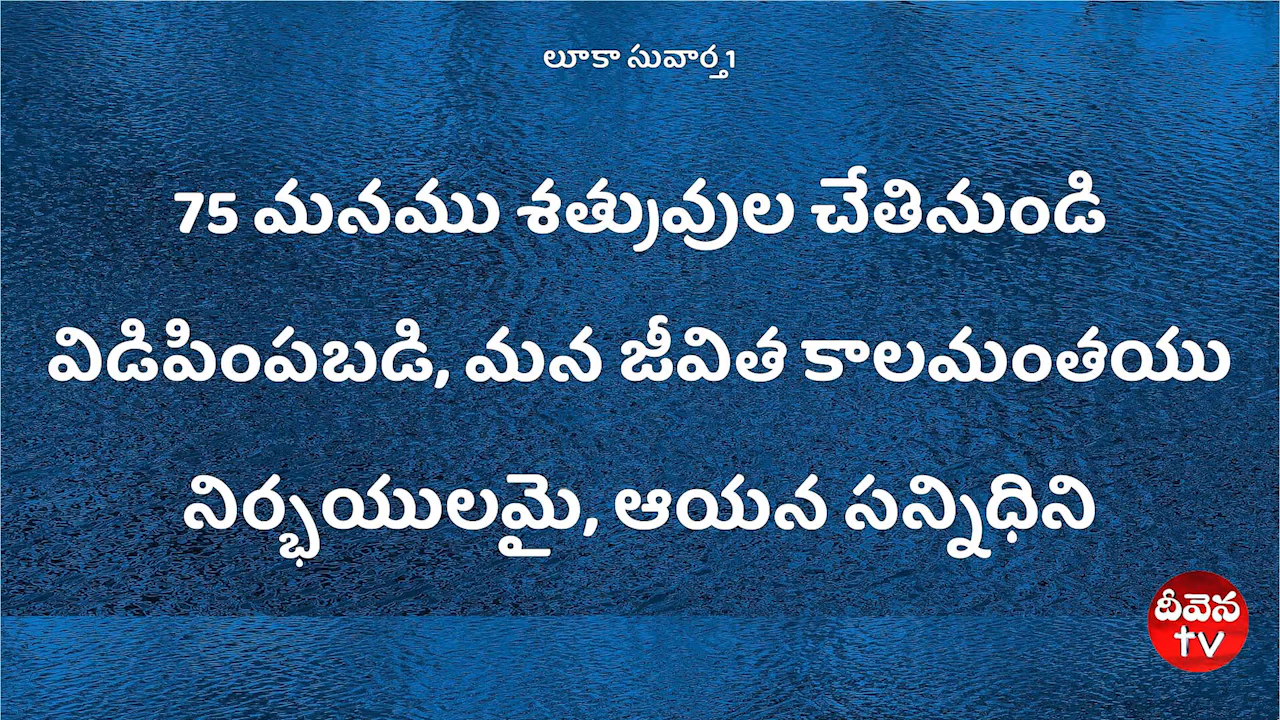 లూకా సువార్త 1
75 మనము శత్రువుల చేతినుండి
విడిపింపబడి, మన జీవిత కాలమంతయు
నిర్భయులమై, ఆయన సన్నిధిని
దీవెన
tv